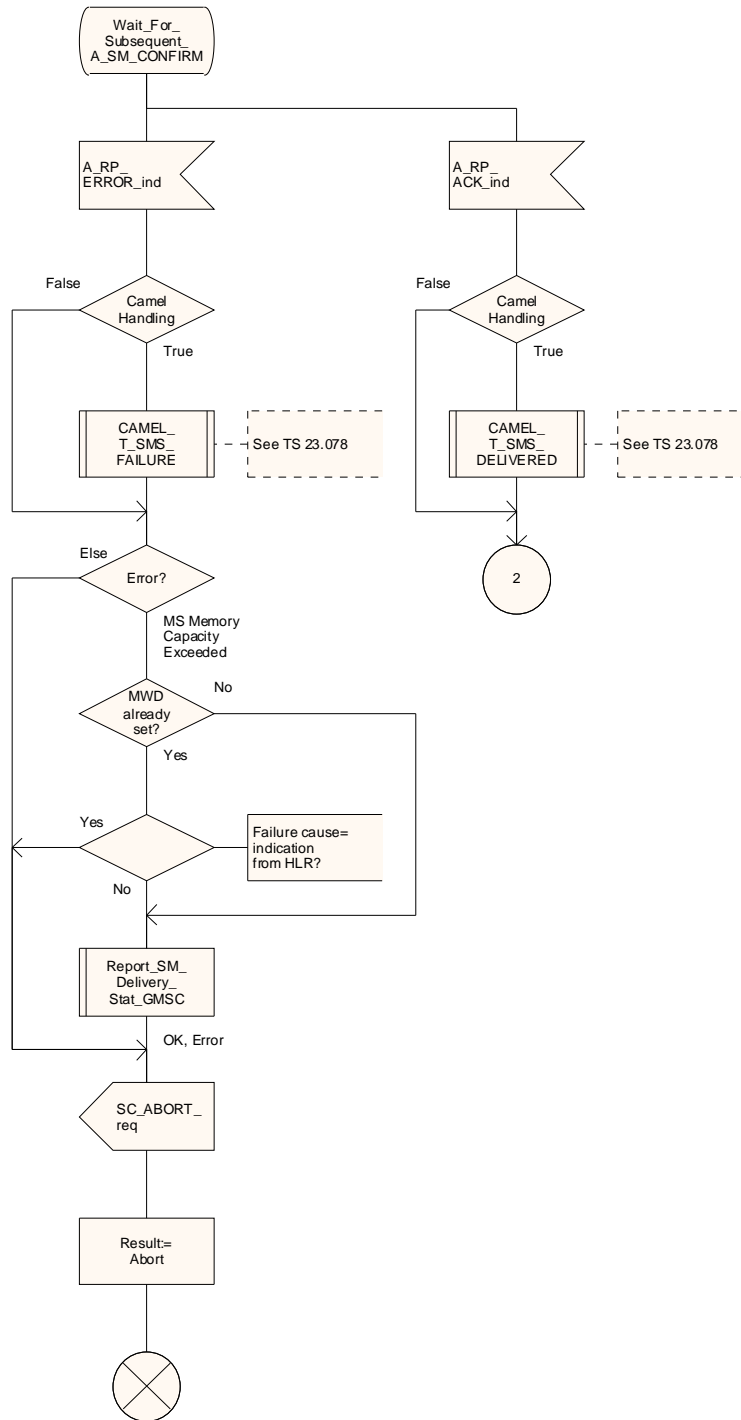 Wait_For_
Subsequent_
A_SM_CONFIRM
A_RP_
ERROR_ind
A_RP_
ACK_ind
False
Camel
Handling
True
False
Camel
Handling
True
CAMEL_
T_SMS_
FAILURE
See TS 23.078
CAMEL_
T_SMS_
DELIVERED
See TS 23.078
Else
Error?
2
MS Memory
Capacity
Exceeded
MWD
already
set?
No
Yes
Yes
Failure cause=
indication
from HLR?
No
Report_SM_
Delivery_
Stat_GMSC
OK, Error
SC_ABORT_
req
Result:=
Abort